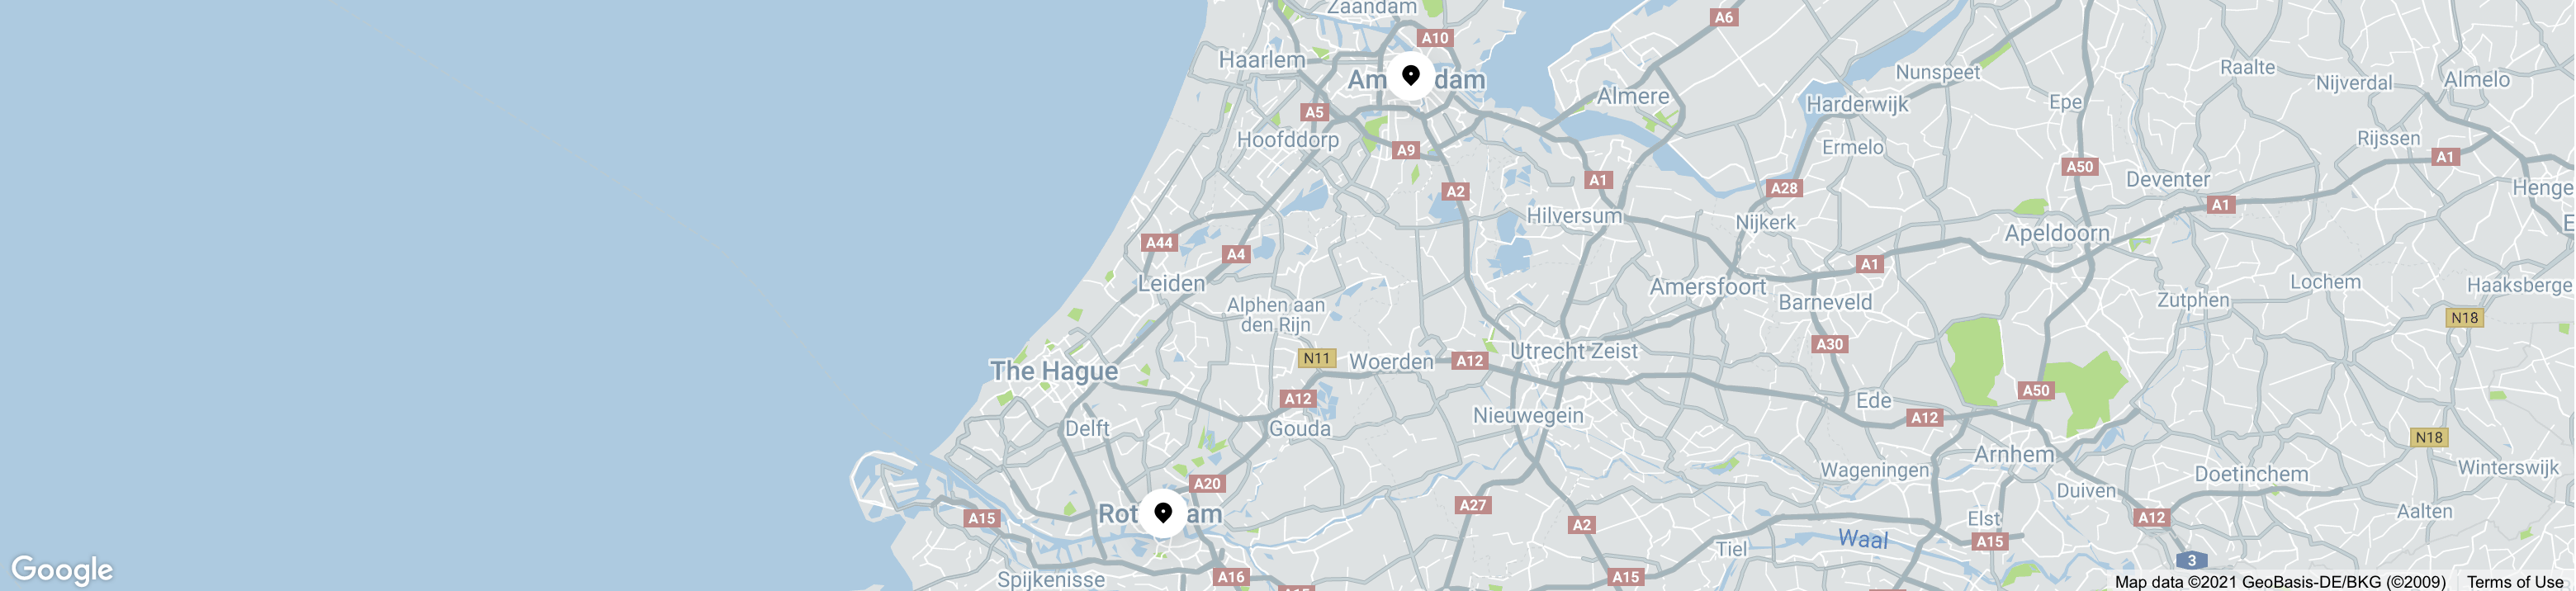 Zaandam
A10
A6
Haarlem
Am
dam
Nunspeet
Raalte
Nijverdal
Almelo
Almere
Harderwijk
Epe
A5
Hoofddorp
A9
Ermelo
Rijssen
A1
A50
Deventer
Henge
A2
A1
A28
A1
Hilversum
Nijkerk
E
Apeldoorn
A44
A4
A1
Leiden
Amersfoort
Barneveld
Zutphen
Lochem
Haaksberge
Alphen aan
den Rijn
N18
Utrecht
Zeist
A30
N11
Woerden
A12
The Hague
A12
A50
Ede
Nieuwegein
A12
Delft
Gouda
N18
Arnhem
Wageningen
Doetinchem
Winterswijk
A20
Duiven
A27
Rot
am
A15
A2
Elst
A12
Aalten
Waal
A15
Tiel
3
Google
Spijkenisse
A16
A15
Map data ©2021 GeoBasis-DE/BKG (©2009)
Terms of Use